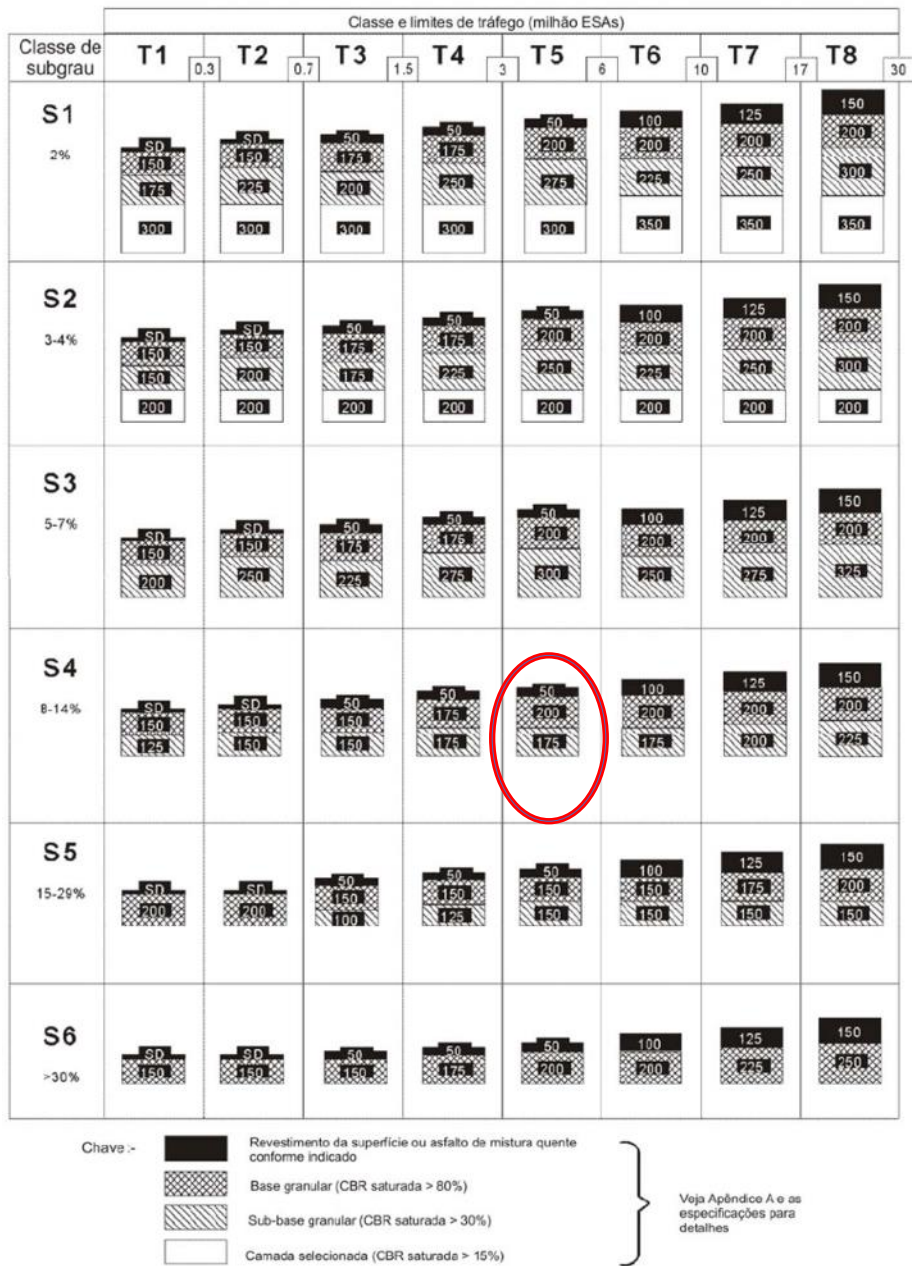 Classe e limites de tráfego (milhão ESAs)
Classe de subgrau T1 0.3 T2 0.7 T3 1.5 T4 3 T5 6 T6 10 T7 17 T8 30
S1
2%
SD 150 175 300
SD 150 225 300
50 175 200 300
50 175 250 300
50 200 275 300
100 200 225 350
125 200 250 350
150 200 300 350
S2
3-4%
SD 150 150 200
SD 150 200 200
50 175 175 200
50 175 225 200
50 200 250 200
100 200 225 200
125 200 250 200
150 200 300 200
S3
5-7%
SD 150 200
SD 150 250
50 175 225
50 175 275
50 200 300
100 200 250
125 200 275
150 200 325
S4
8-14%
SD 150 125
SD 150 150
50 150 150
50 175 175
50 200 175
100 200 175
125 200 200
150 200 225
S5
15-29%
SD 200
SD 200
50 150 100
50 150 125
50 150 150
100 150 150
125 175 150
150 200 150
S6
>30%
SD 150
SD 150
50 150
50 175
50 200
100 200
125 225
150 250
Chave :-
Revestimento da superfície ou asfalto de mistura quente
conforme indicado
Base granular (CBR saturada > 80%)
Sub-base granular (CBR saturada > 30%)
Camada selecionada (CBR saturada > 15%)
Veja Apêndice A e as
especificações para
detalhes